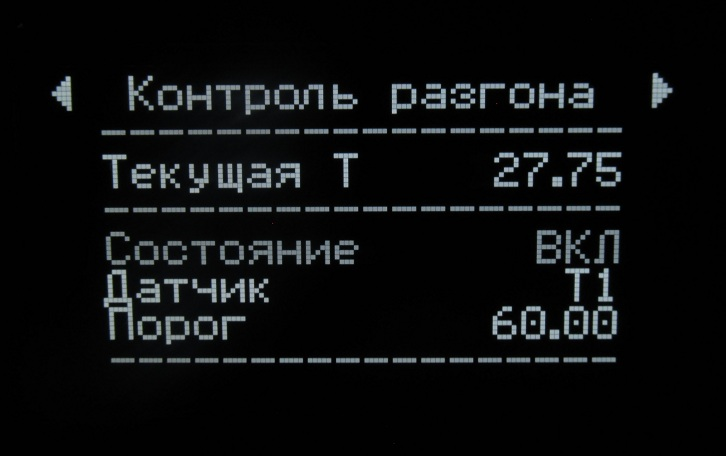 Контроль разгона
Текущая Т 27.75
Состояние ВКЛ
Датчик Т1
Порог 60.00